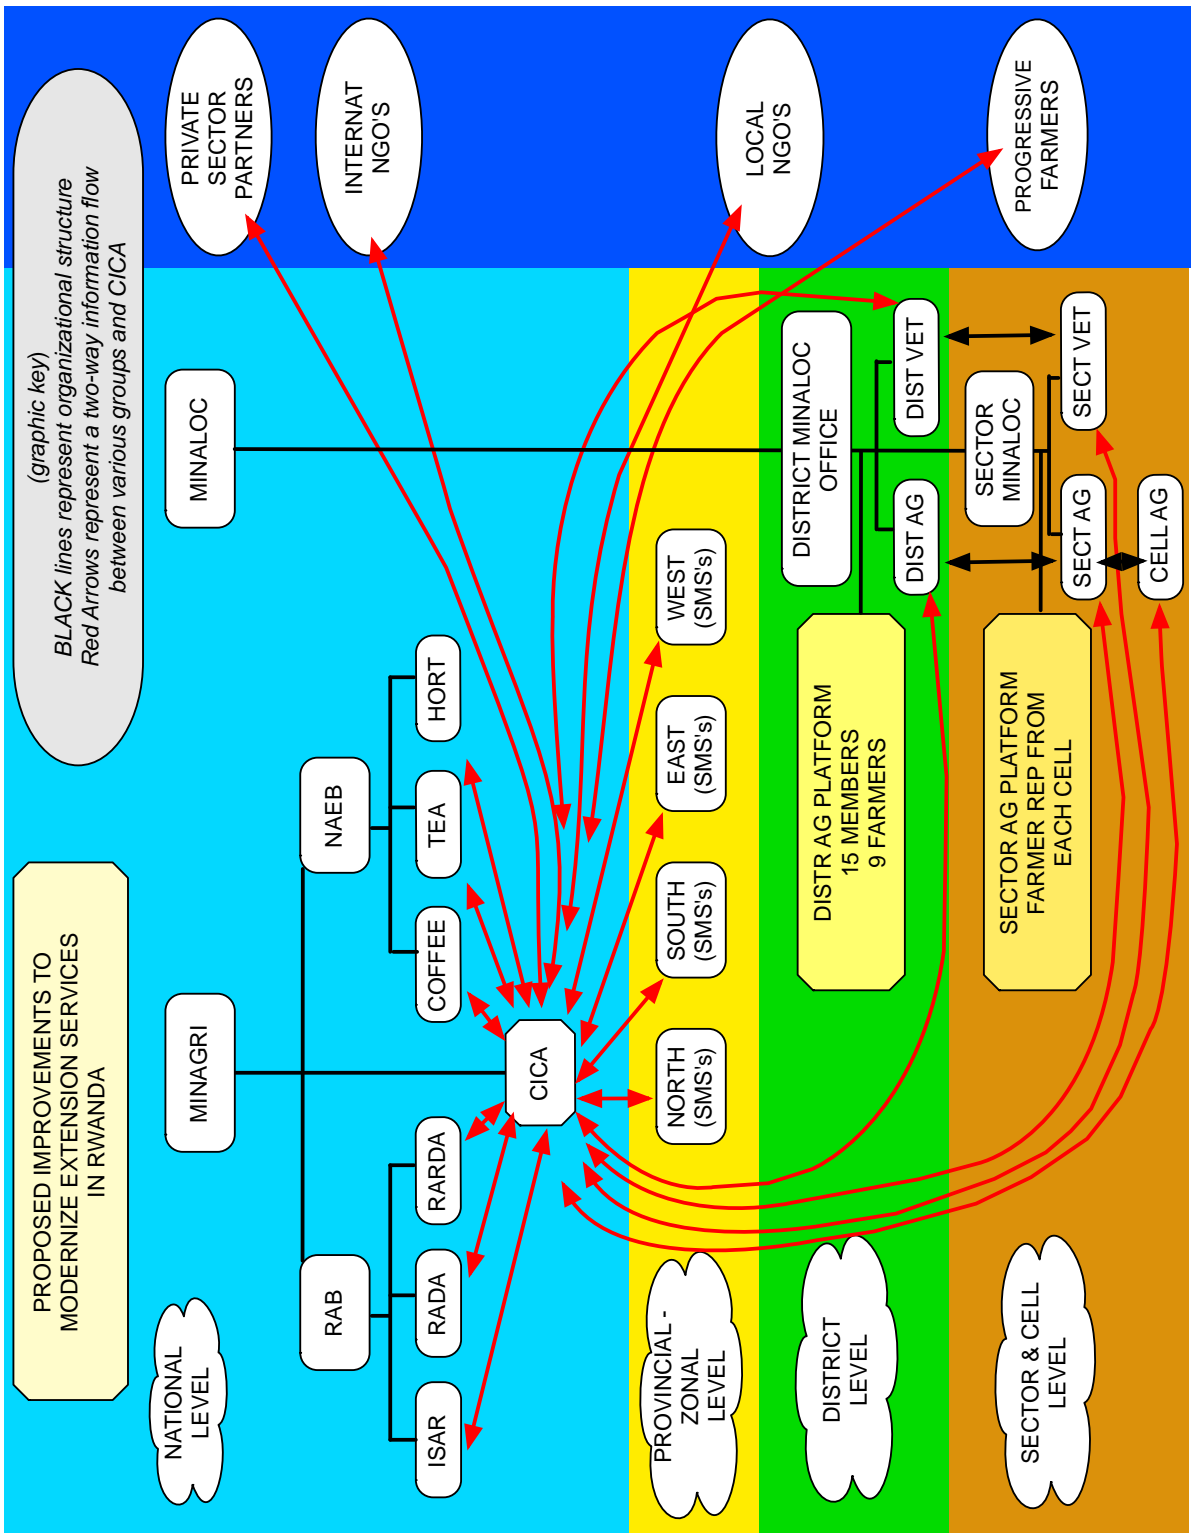 PROPOSED IMPROVEMENTS TO
MODERNIZE EXTENSION SERVICES
IN RWANDA
(graphic key)
BLACK lines represent organizational structure
Red Arrows represent a two-way information flow
between various groups and CICA
NATIONAL
LEVEL
MINAGRI
MINALOC
PRIVATE
SECTOR
PARTNERS
RAB
NAEB
INTERNAT
NGO'S
ISAR
RADA
RARDA
COFFEE
TEA
HORT
CICA
PROVINCIAL -
ZONAL
LEVEL
NORTH
(SMS's)
SOUTH
(SMS's)
EAST
(SMS's)
WEST
(SMS's)
LOCAL
NGO'S
DISTRICT
LEVEL
DISTR AG PLATFORM
15 MEMBERS
9 FARMERS
DISTRICT MINALOC
OFFICE
DIST AG
DIST VET
SECTOR & CELL
LEVEL
SECTOR AG PLATFORM
FARMER REP FROM
EACH CELL
SECTOR
MINALOC
PROGRESSIVE
FARMERS
SECT AG
SECT VET
CELL AG